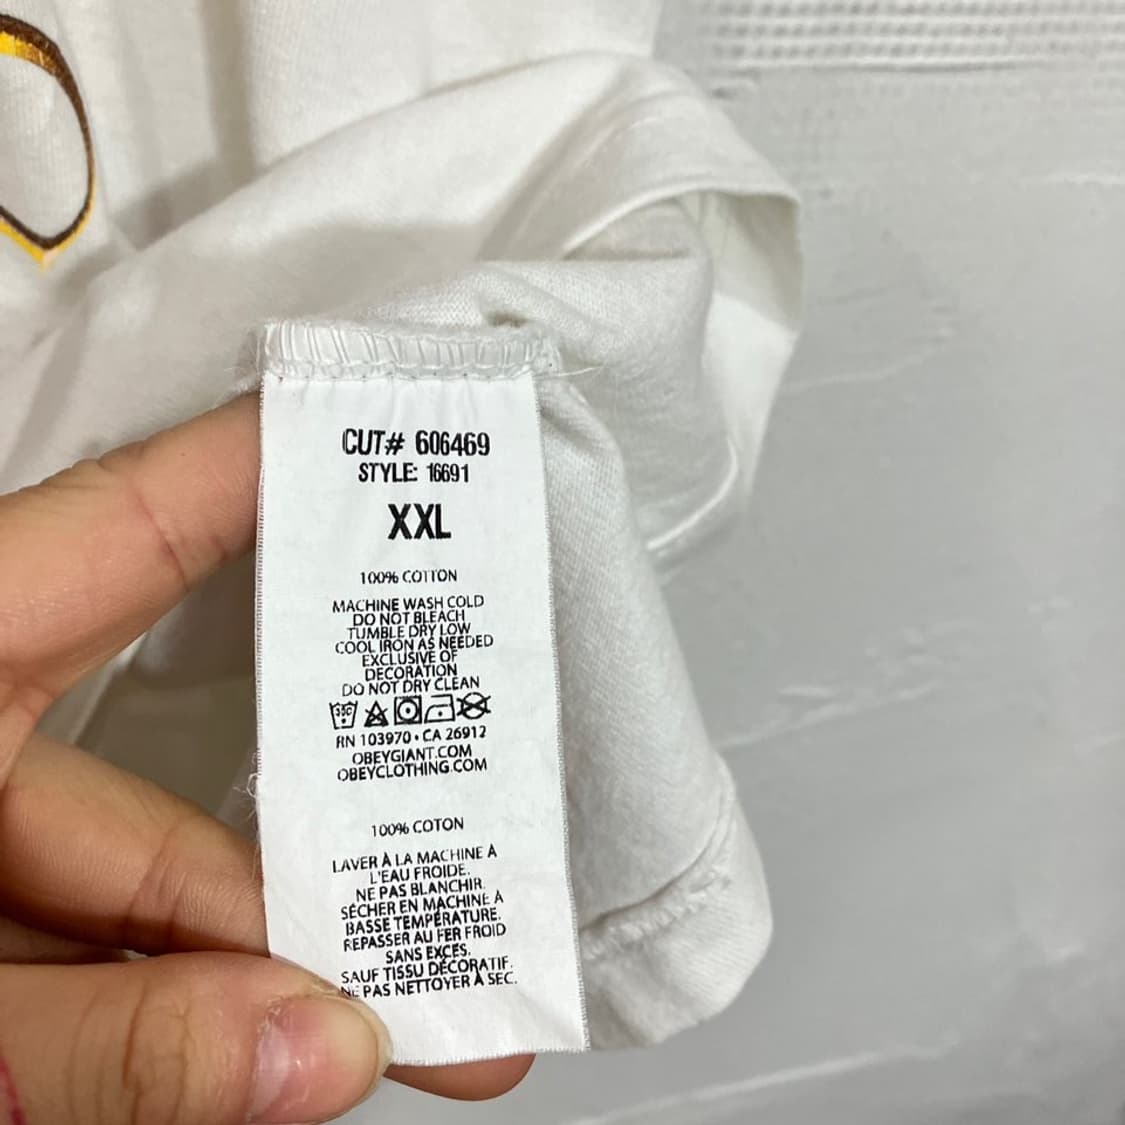 CUT# 606469
STYLE: 16691
XXL
100% COTTON
MACHINE WASH COLD
DO NOT BLEACH
TUMBLE DRY LOW
COOL IRON AS NEEDED
EXCLUSIVE OF
DECORATION
DO NOT DRY CLEAN
RN 103970 • CA 26912
OBEYGIANT.COM
OBEYCLOTHING.COM
100% COTON
LAVER À LA MACHINE À
L'EAU FROIDE.
NE PAS BLANCHIR.
SÉCHER EN MACHINE À
BASSE TEMPÉRATURE.
REPASSER AU FER FROID
SANS EXCÈS.
SAUF TISSU DÉCORATIF.
NE PAS NETTOYER À SEC.